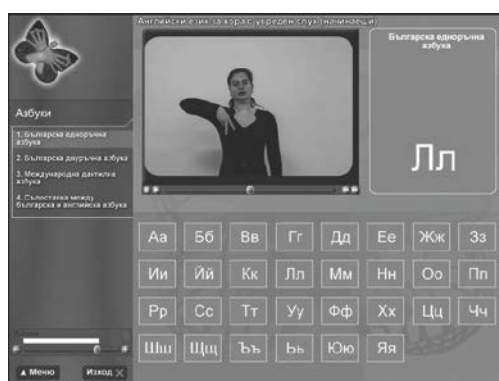 Английски език за хора с увреден слух (начинаещи)
Българска едноръчна
азбука
Лл
Азбуки
1. Българска едноръчна
азбука
2. Българска двуръчна азбука
3. Международна дактилна
азбука
4. Съпоставка между
българска и английска азбука
Аа Бб Вв Гг Дд Ее Жж Зз
Ии Йй Кк Лл Мм Нн Оо Пп
Рр Сс Тт Уу Фф Хх Цц Чч
Шш Щщ Ъъ Ьь Юю Яя
Меню Изход